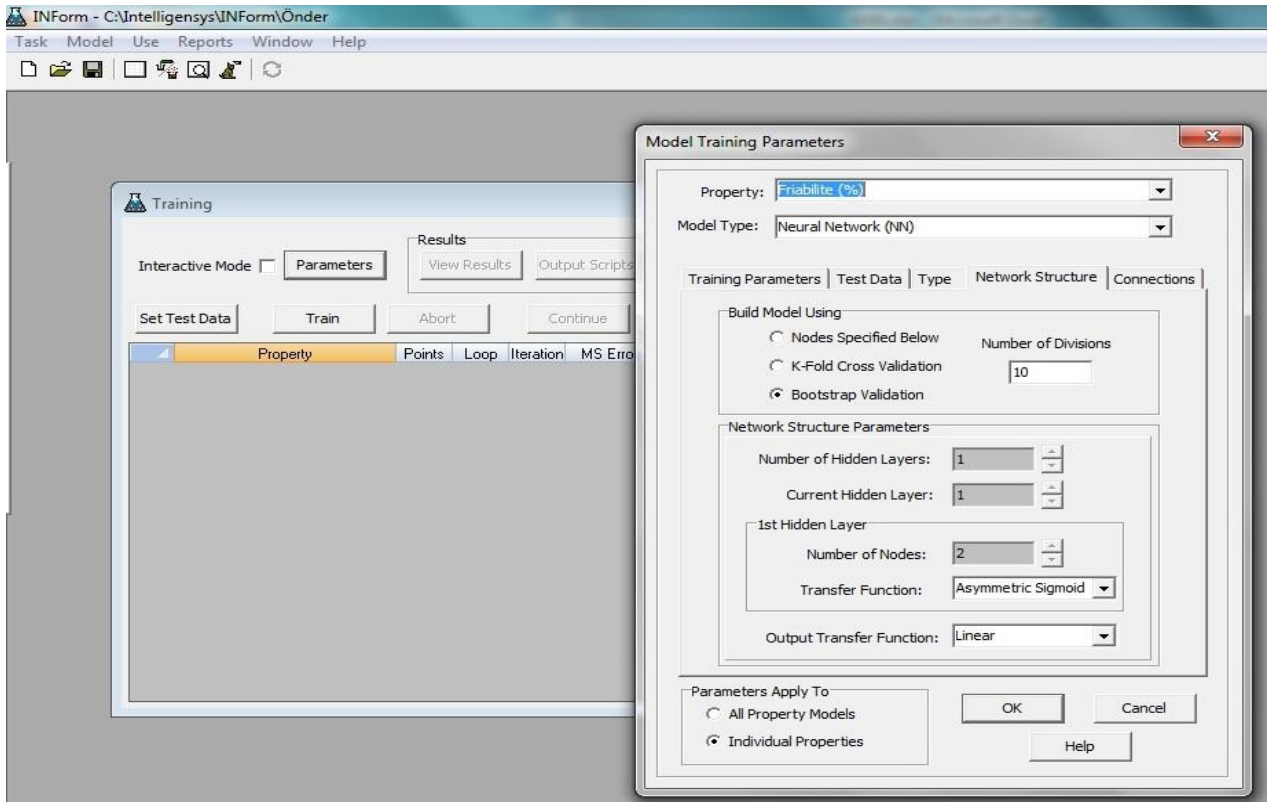 INForm - C:\Intelligensys\INForm\Önder
Task Model Use Reports Window Help
Training
Interactive Mode
Parameters
Results
View Results
Output Scripts
Set Test Data
Train
Abort
Continue
Property Points Loop Iteration MS Erro
Model Training Parameters
Property: Friabilite (%)
Model Type: Neural Network (NN)
Training Parameters Test Data Type Network Structure Connections
Build Model Using
Nodes Specified Below
K-Fold Cross Validation
Bootstrap Validation
Number of Divisions
10
Network Structure Parameters
Number of Hidden Layers: 1
Current Hidden Layer: 1
1st Hidden Layer
Number of Nodes: 2
Transfer Function: Asymmetric Sigmoid
Output Transfer Function: Linear
Parameters Apply To
All Property Models
Individual Properties
OK
Cancel
Help